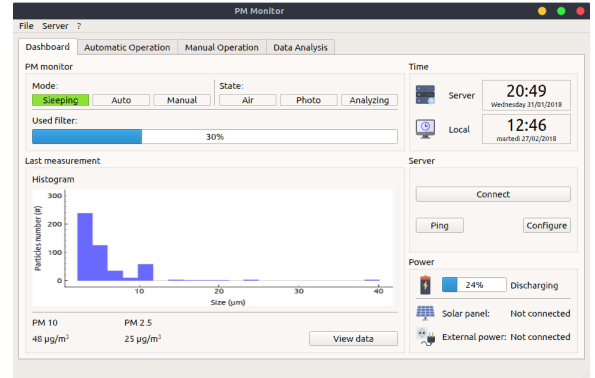 PM Monitor
File Server ?
Dashboard Automatic Operation Manual Operation Data Analysis
PM monitor
Mode: State:
Sleeping Auto Manual Air Photo Analyzing
Used filter:
30%
Time
Server 20:49
Wednesday 31/01/2018
Local 12:46
martedì 27/02/2018
Last measurement
Histogram
Particles number (#)
300
200
100
0
10 20 30 40
Size (μm)
PM 10 PM 2.5
48 μg/m³ 25 μg/m³ View data
Server
Connect
Ping Configure
Power
24% Discharging
Solar panel: Not connected
External power: Not connected